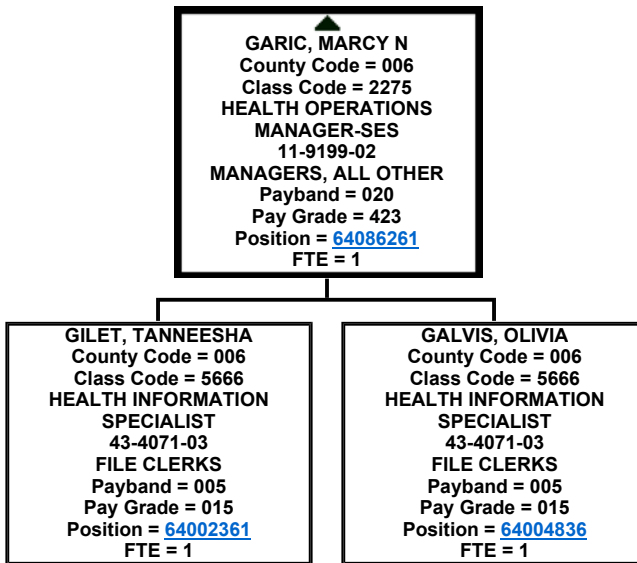 GARIC, MARCY N
County Code = 006
Class Code = 2275
HEALTH OPERATIONS
MANAGER-SES
11-9199-02
MANAGERS, ALL OTHER
Payband = 020
Pay Grade = 423
Position = 64086261
FTE = 1
GILET, TANNEESHA
County Code = 006
Class Code = 5666
HEALTH INFORMATION
SPECIALIST
43-4071-03
FILE CLERKS
Payband = 005
Pay Grade = 015
Position = 64002361
FTE = 1
GALVIS, OLIVIA
County Code = 006
Class Code = 5666
HEALTH INFORMATION
SPECIALIST
43-4071-03
FILE CLERKS
Payband = 005
Pay Grade = 015
Position = 64004836
FTE = 1